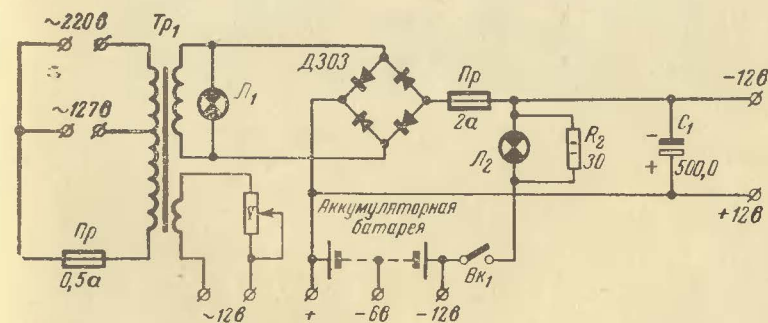 ~220в
Тр₁
~127в
Л₁
Д303
Пр
2а
-12в
Л₂
R₂
30
C₁
-
+
500,0
+12в
Аккумуляторная
батарея
Пр
0,5а
Вк₁
~12в
+
-6в
-12в